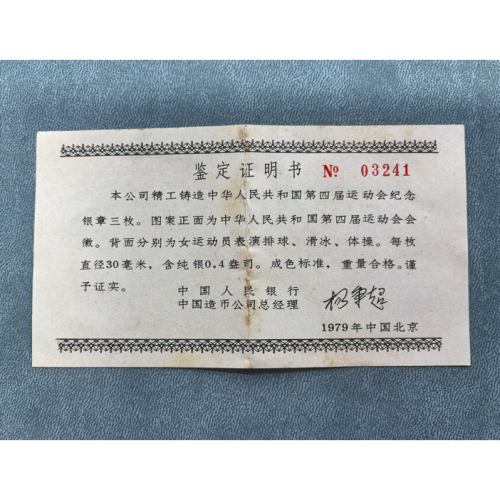 鉴定证明书 № 03241
本公司精工铸造中华人民共和国第四届运动会纪念
银章三枚。图案正面为中华人民共和国第四届运动会会
徽。背面分别为女运动员表演排球、滑冰、体操。每枚
直径30毫米，含纯银0.4盎司。成色标准，重量合格。谨
予证实。
中国人民银行
中国造币公司总经理
1979年中国北京